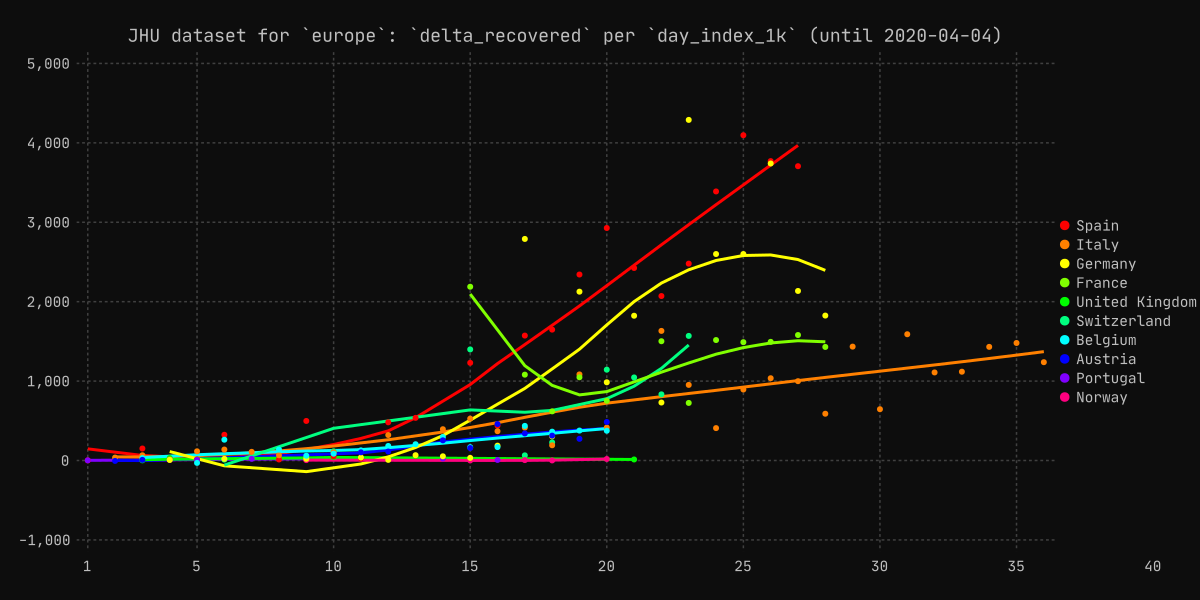 JHU dataset for `europe`: `delta_recovered` per `day_index_1k` (until 2020-04-04)
5,000
4,000
3,000
2,000
1,000
0
-1,000
1 5 10 15 20 25 30 35 40
Spain
Italy
Germany
France
United Kingdom
Switzerland
Belgium
Austria
Portugal
Norway